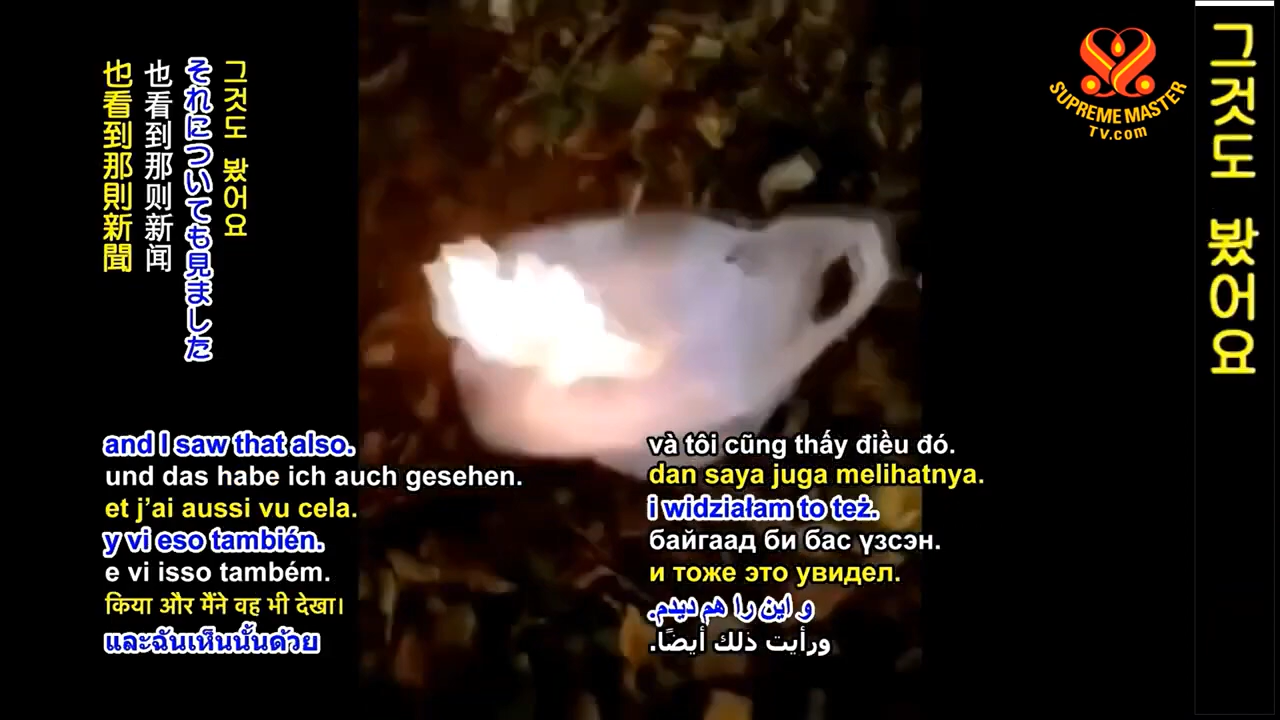 그것도 봤어요
それについても見ました
也看到那则新闻
也看到那則新聞
SUPREME MASTER
TV.com
그것도 봤어요
and I saw that also.
und das habe ich auch gesehen.
et j’ai aussi vu cela.
y vi eso también.
e vi isso também.
किया और मैंने वह भी देखा।
และฉันเห็นนั้นด้วย
và tôi cũng thấy điều đó.
dan saya juga melihatnya.
i widziałam to też.
байгаад би бас үзсэн.
и тоже это увидел.
و این را هم دیدم.
ورأيت ذلك أيضًا.